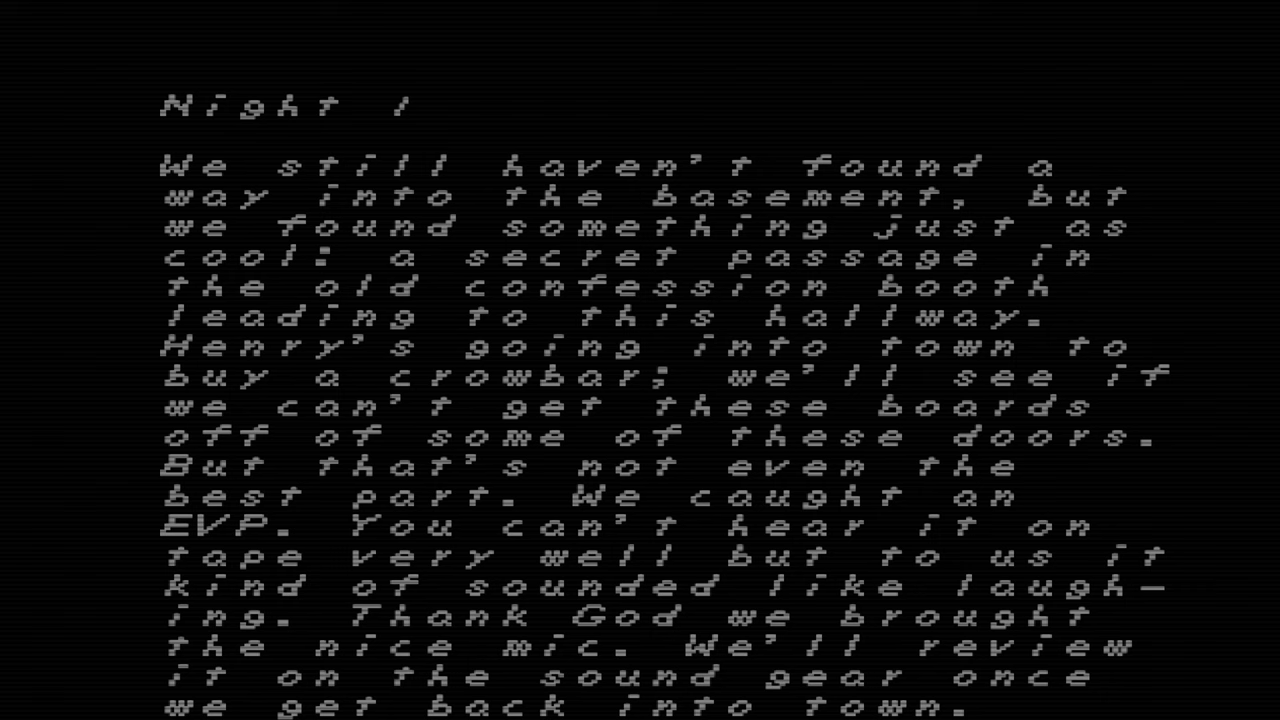 Night 1
We still haven't found a
way into the basement, but
we found something just as
cool: a secret passage in
the old confession booth
leading to this hallway.
Henry's going into town to
buy a crowbar; we'll see if
we can't get these boards
off of some of these doors.
But that's not even the
best part. We caught an
EVP. You can't hear it on
tape very well but to us it
kind of sounded like laugh-
ing. Thank God we brought
the nice mic. We'll review
it on the sound gear once
we get back into town.